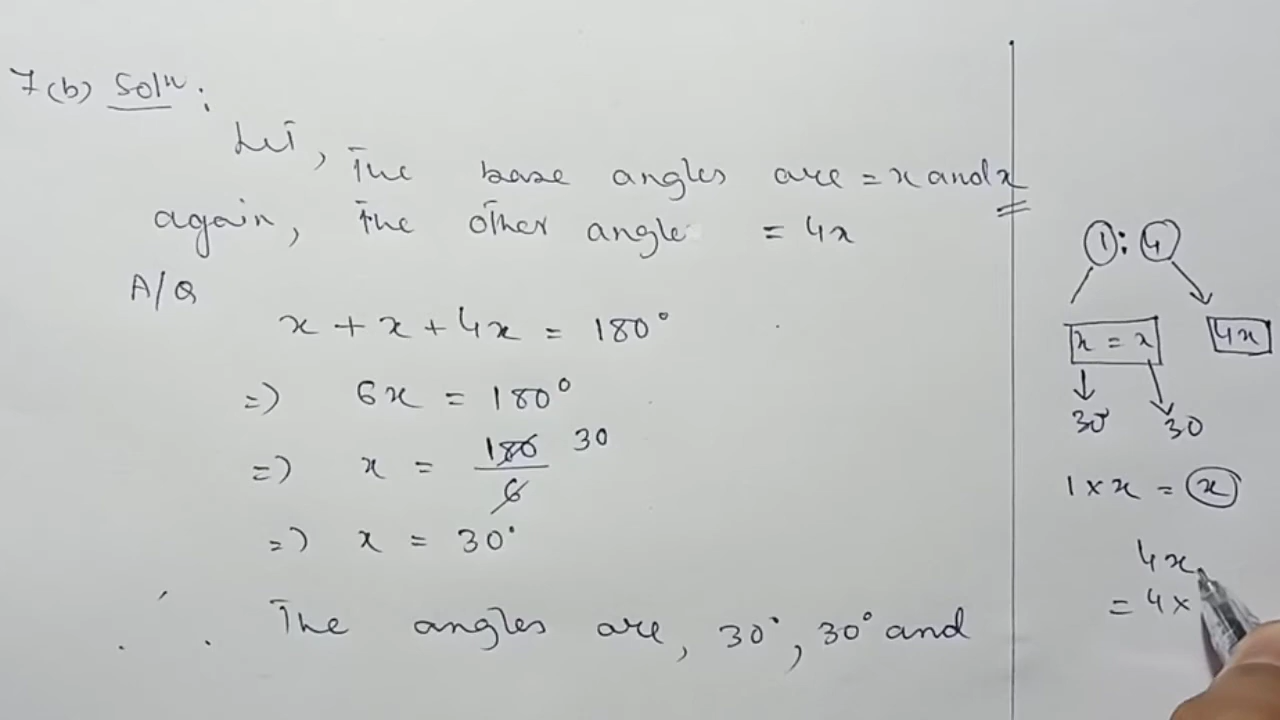 7(b) Solⁿ:
Let, The base angles are = x and x
again, the other angle = 4x
A/Q
x + x + 4x = 180°
=) 6x = 180°
=) x = 180/6 30
=) x = 30°
The angles are, 30°, 30° and
1 : 4
x = x 4x
30° 30
1 × x = x
4x
= 4×